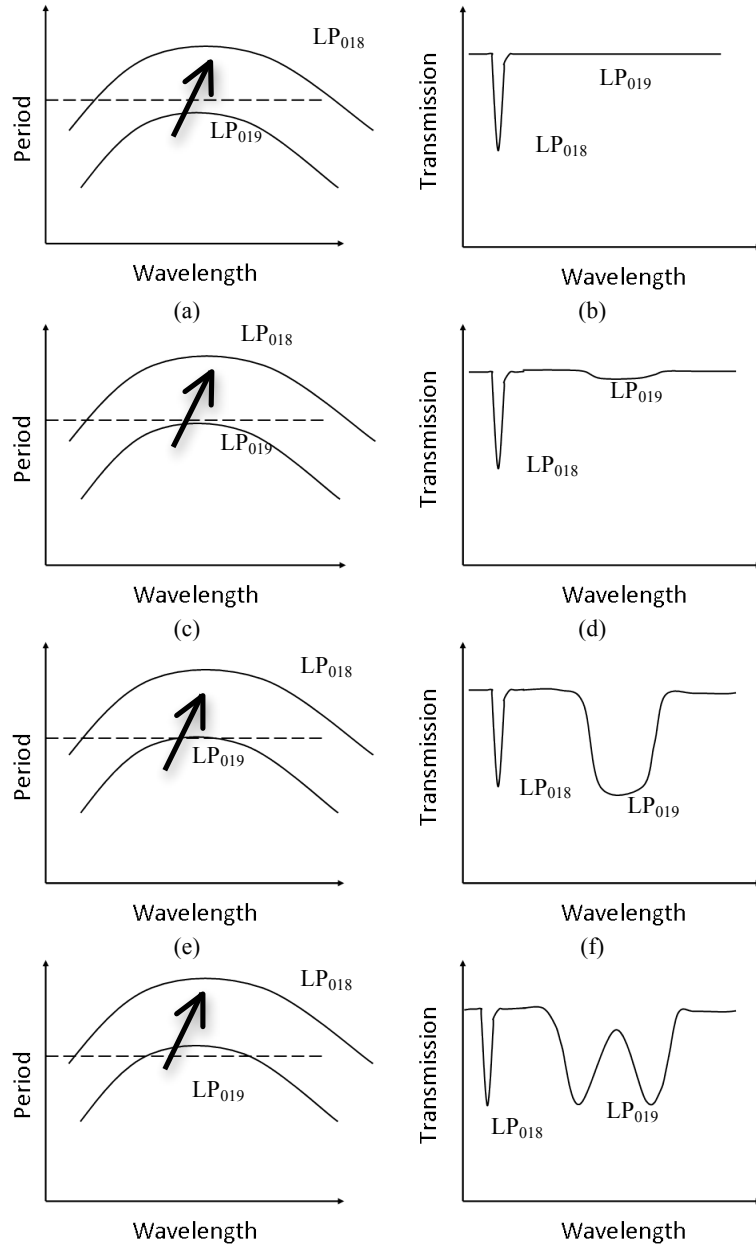 LP₀₁₈
LP₀₁₉
Period
Wavelength
(a)
LP₀₁₉
LP₀₁₈
Transmission
Wavelength
(b)
LP₀₁₈
LP₀₁₉
Period
Wavelength
(c)
LP₀₁₉
LP₀₁₈
Transmission
Wavelength
(d)
LP₀₁₈
LP₀₁₉
Period
Wavelength
(e)
LP₀₁₈
LP₀₁₉
Transmission
Wavelength
(f)
LP₀₁₈
LP₀₁₉
Period
Wavelength
LP₀₁₉
LP₀₁₈
Transmission
Wavelength